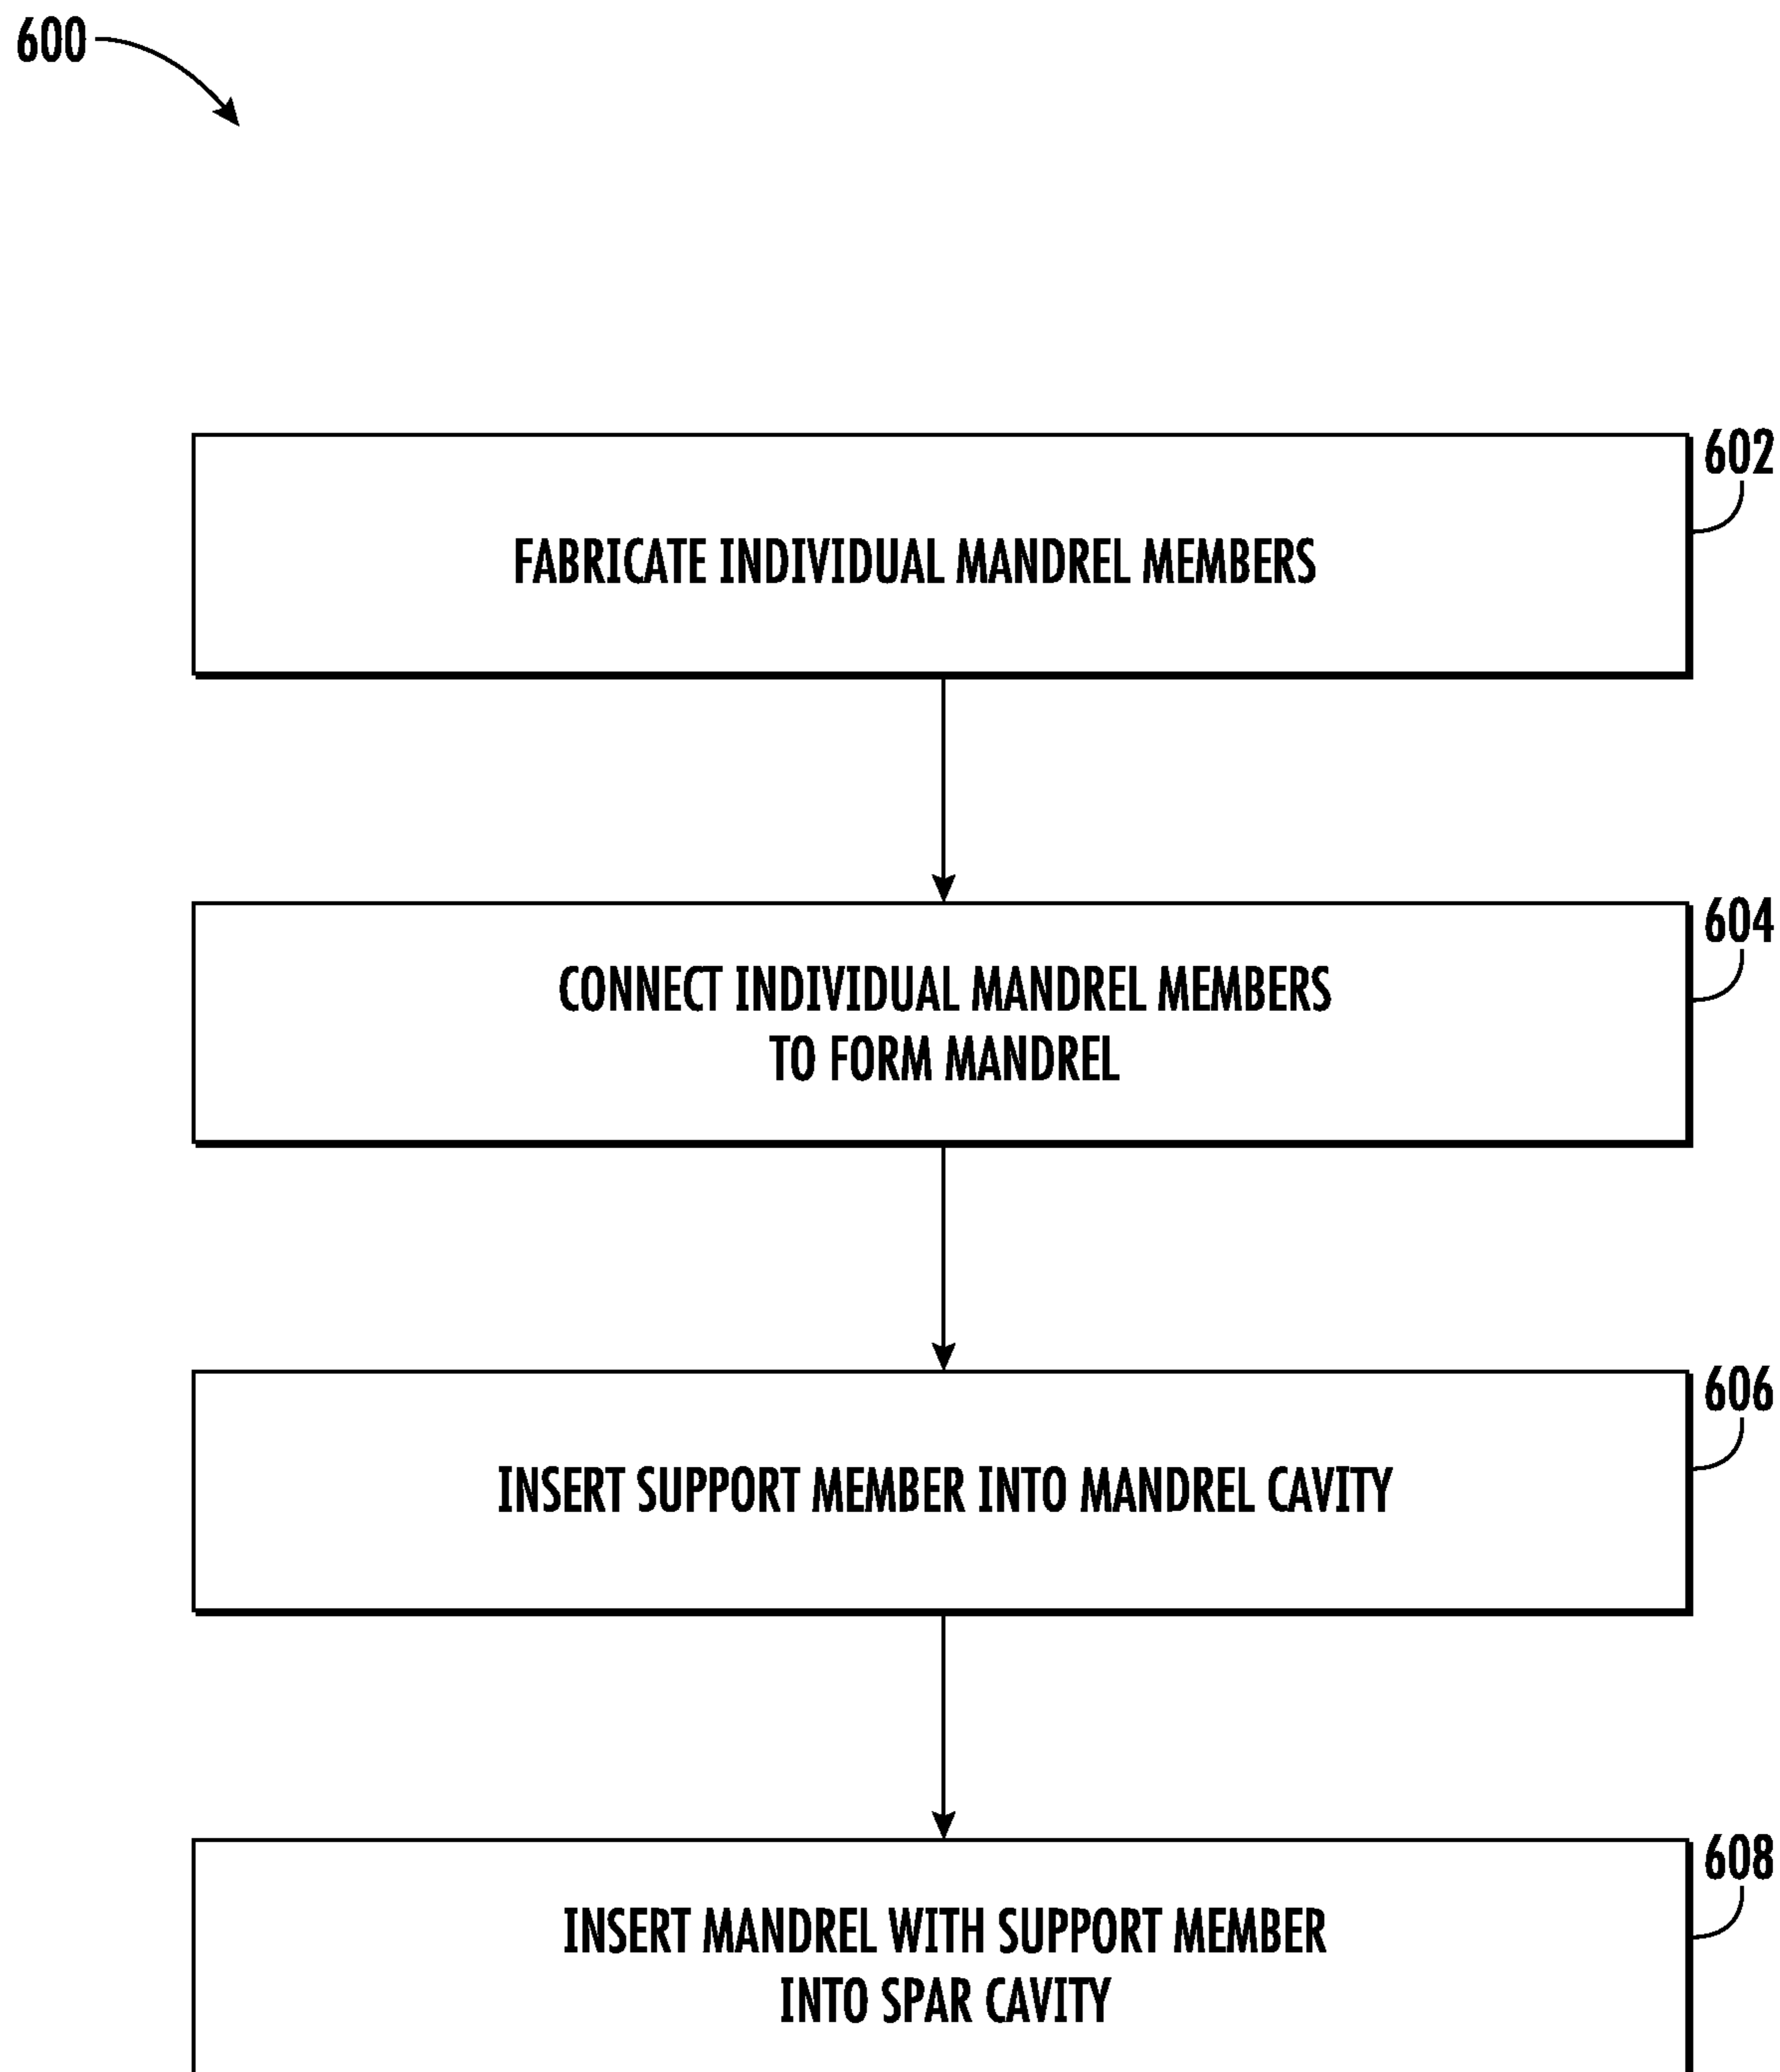 600
602
FABRICATE INDIVIDUAL MANDREL MEMBERS
604
CONNECT INDIVIDUAL MANDREL MEMBERS
TO FORM MANDREL
606
INSERT SUPPORT MEMBER INTO MANDREL CAVITY
608
INSERT MANDREL WITH SUPPORT MEMBER
INTO SPAR CAVITY